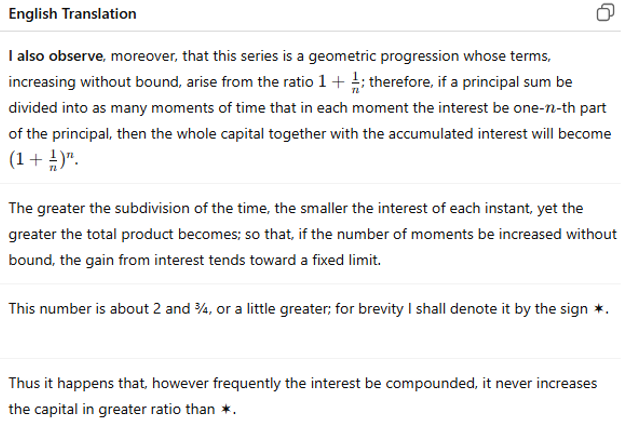 English Translation
I also observe, moreover, that this series is a geometric progression whose terms,
increasing without bound, arise from the ratio 1 + 1/n; therefore, if a principal sum be
divided into as many moments of time that in each moment the interest be one-n-th part
of the principal, then the whole capital together with the accumulated interest will become
(1 + 1/n)ⁿ.
The greater the subdivision of the time, the smaller the interest of each instant, yet the
greater the total product becomes; so that, if the number of moments be increased without
bound, the gain from interest tends toward a fixed limit.
This number is about 2 and ¾, or a little greater; for brevity I shall denote it by the sign ✶.
Thus it happens that, however frequently the interest be compounded, it never increases
the capital in greater ratio than ✶.